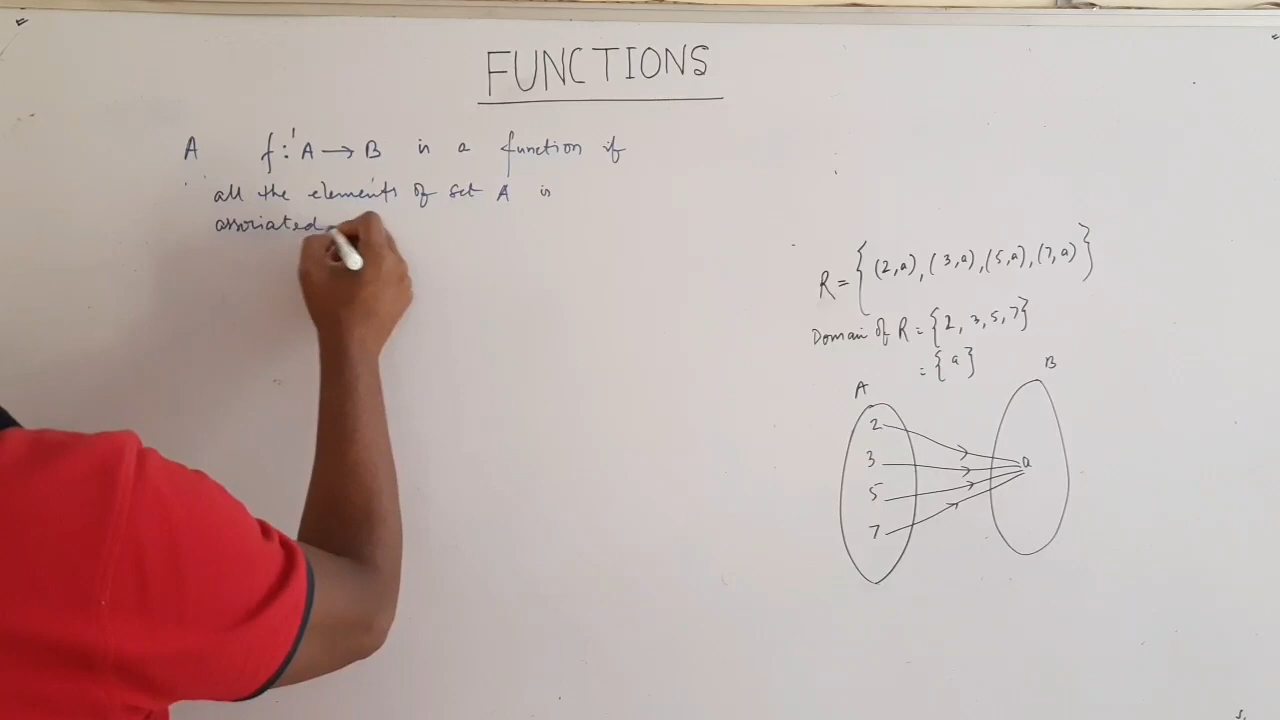 FUNCTIONS
A f : A → B is a function if
all the elements of set A is
associated
R = {(2,a), (3,a), (5,a), (7,a)}
Domain of R = {2, 3, 5, 7}
= {a}
A B
2
3
a
5
7